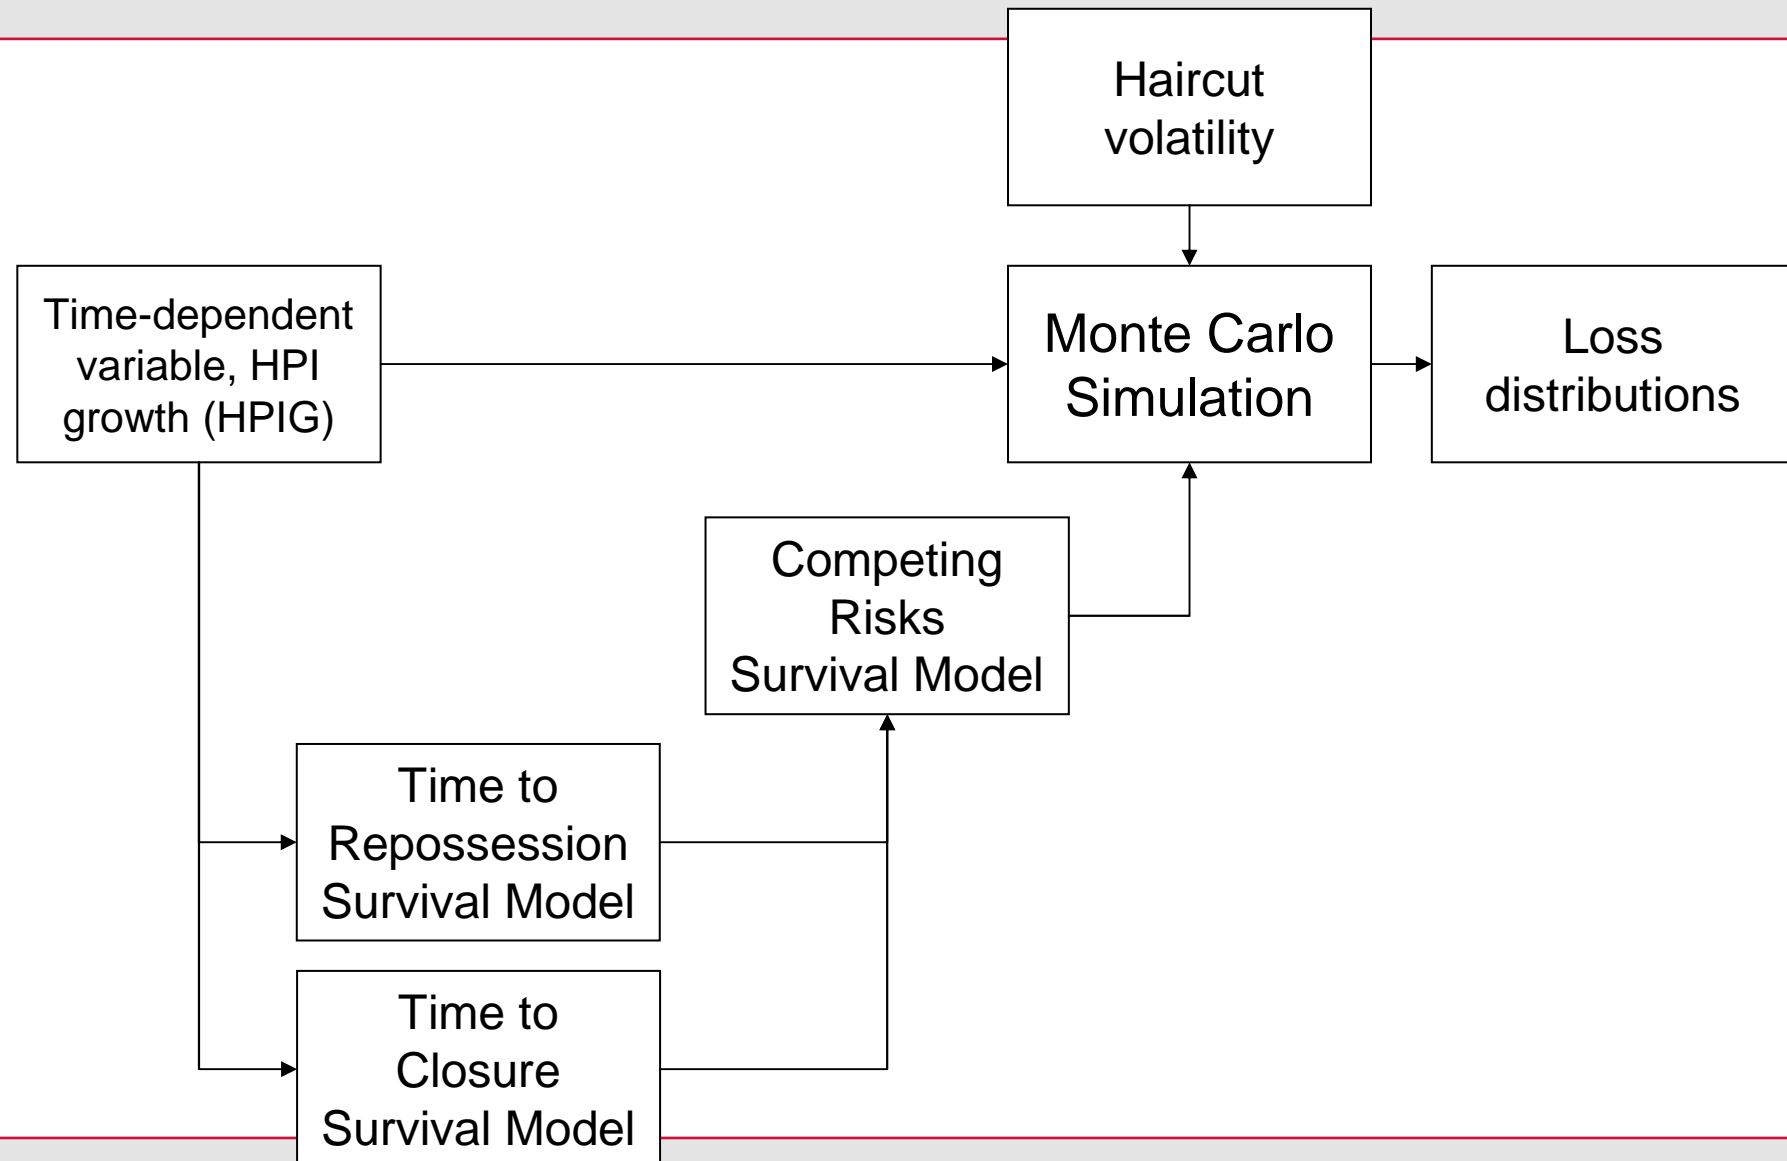 Haircut
volatility
Time-dependent
variable, HPI
growth (HPIG)
Monte Carlo
Simulation
Loss
distributions
Competing
Risks
Survival Model
Time to
Repossession
Survival Model
Time to
Closure
Survival Model